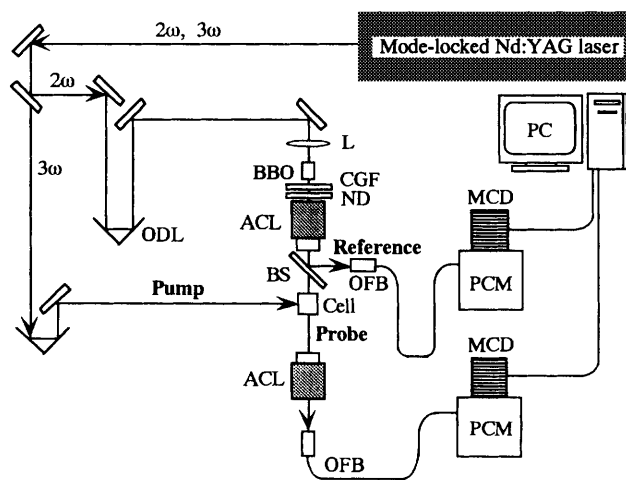 2ω, 3ω
Mode-locked Nd:YAG laser
2ω
PC
L
3ω
BBO
CGF
ND
MCD
ODL
ACL
Reference
BS
OFB
PCM
Pump
Cell
Probe
MCD
ACL
PCM
OFB